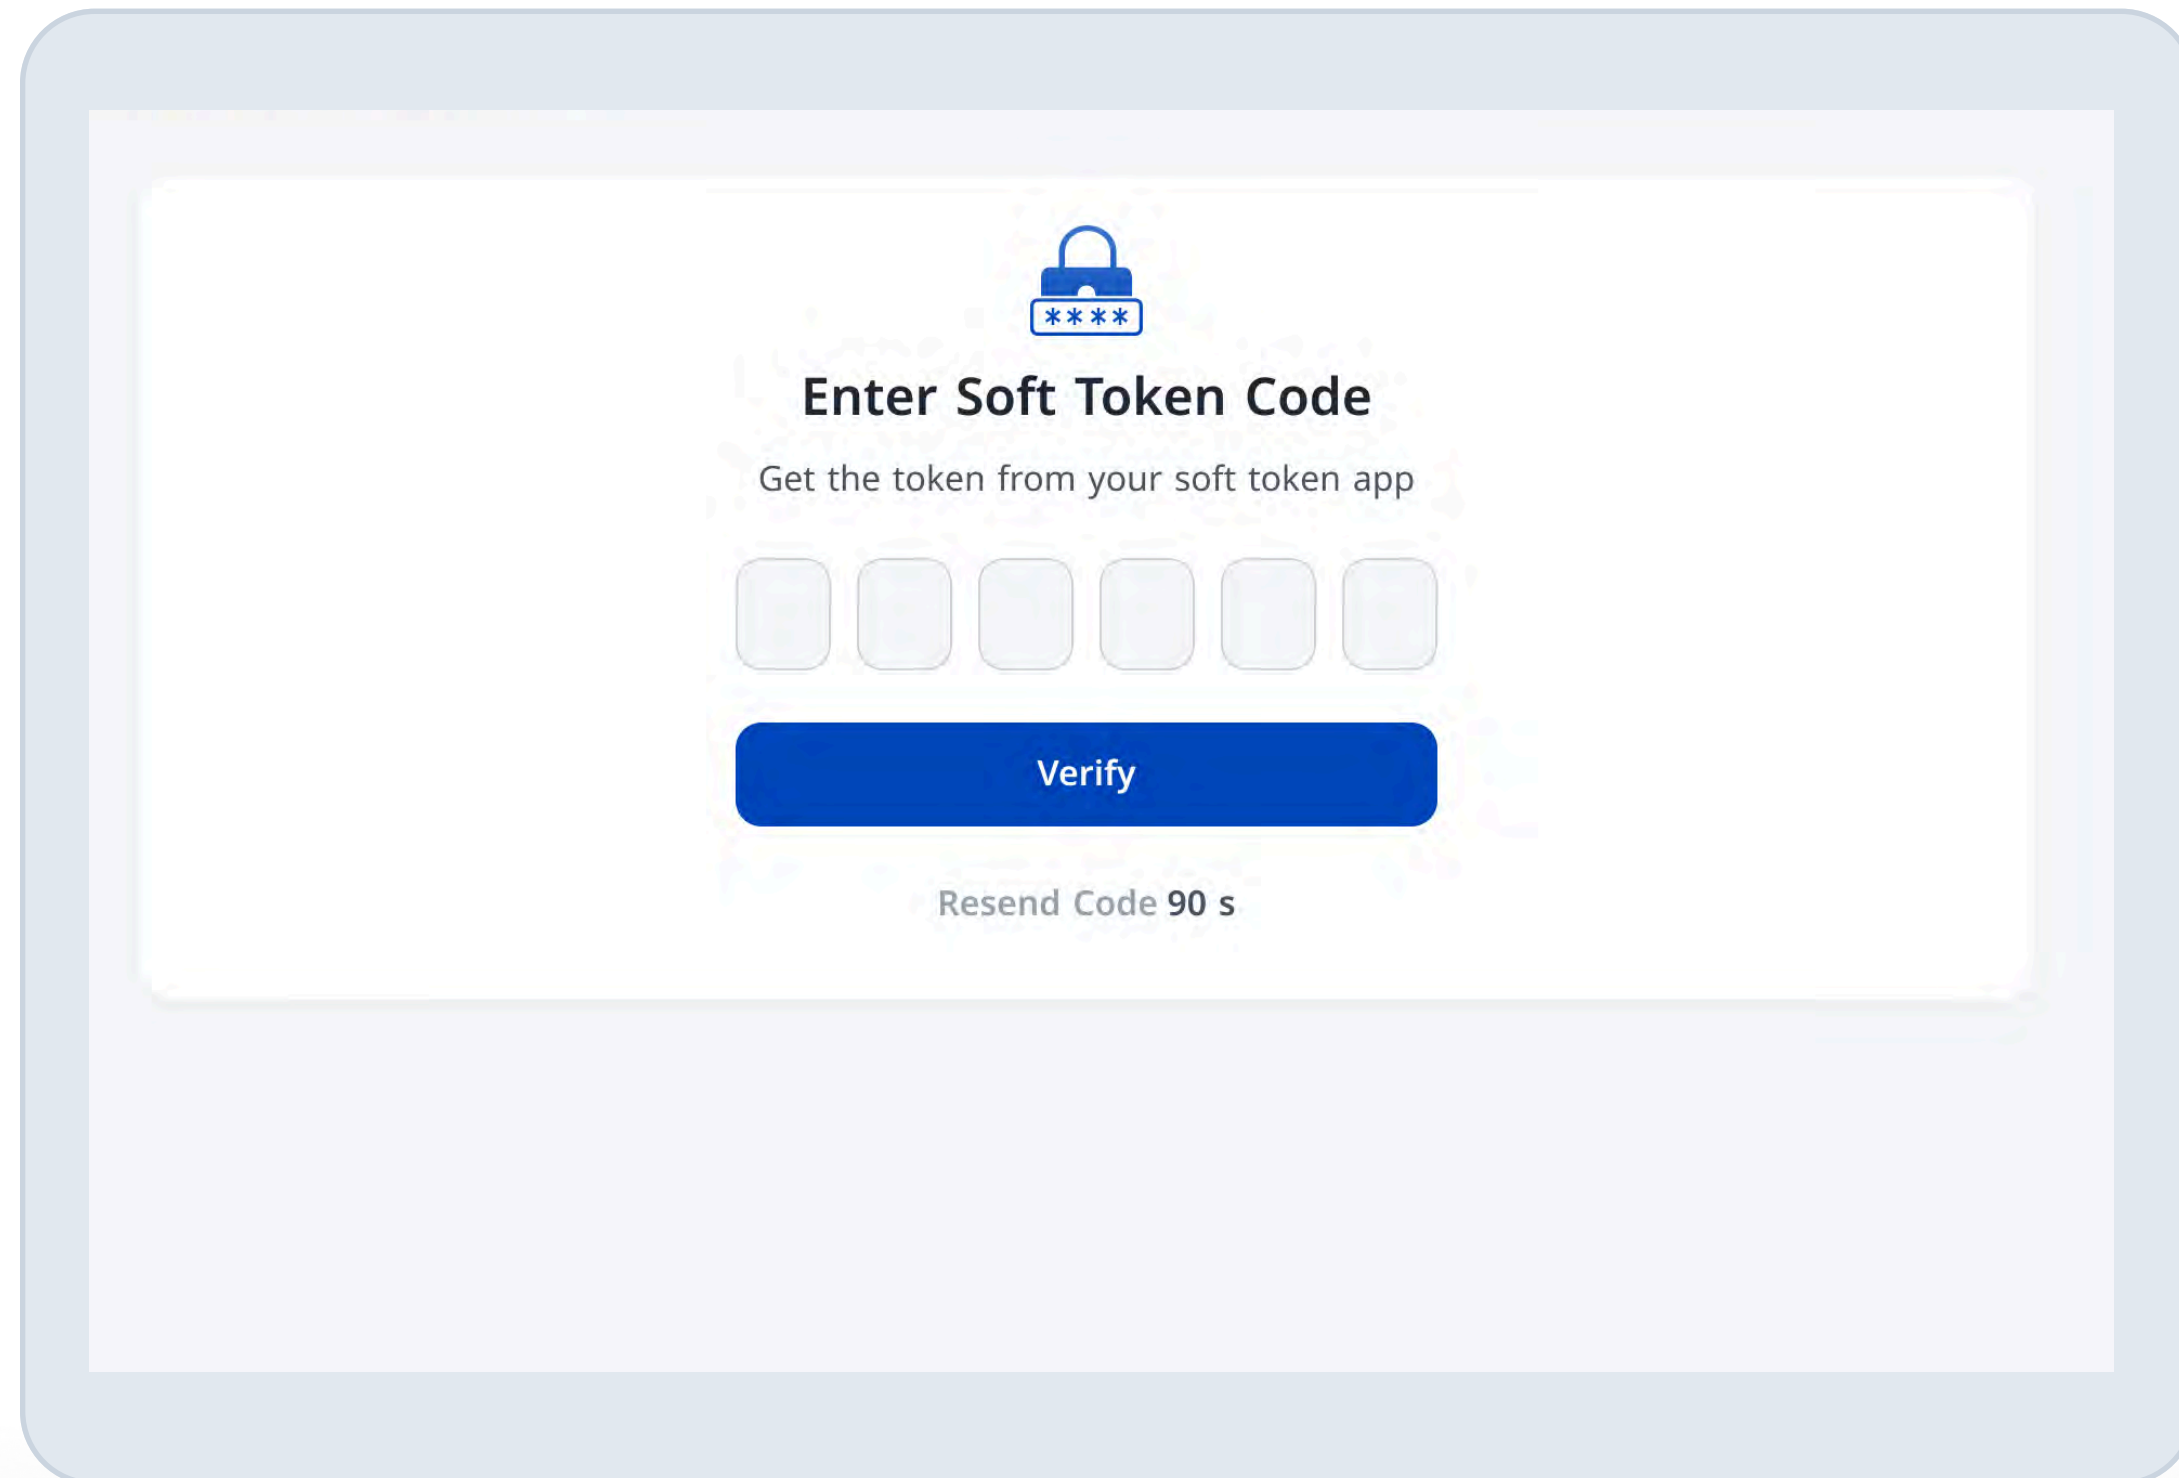 ****
Enter Soft Token Code
Get the token from your soft token app
Verify
Resend Code 90 s